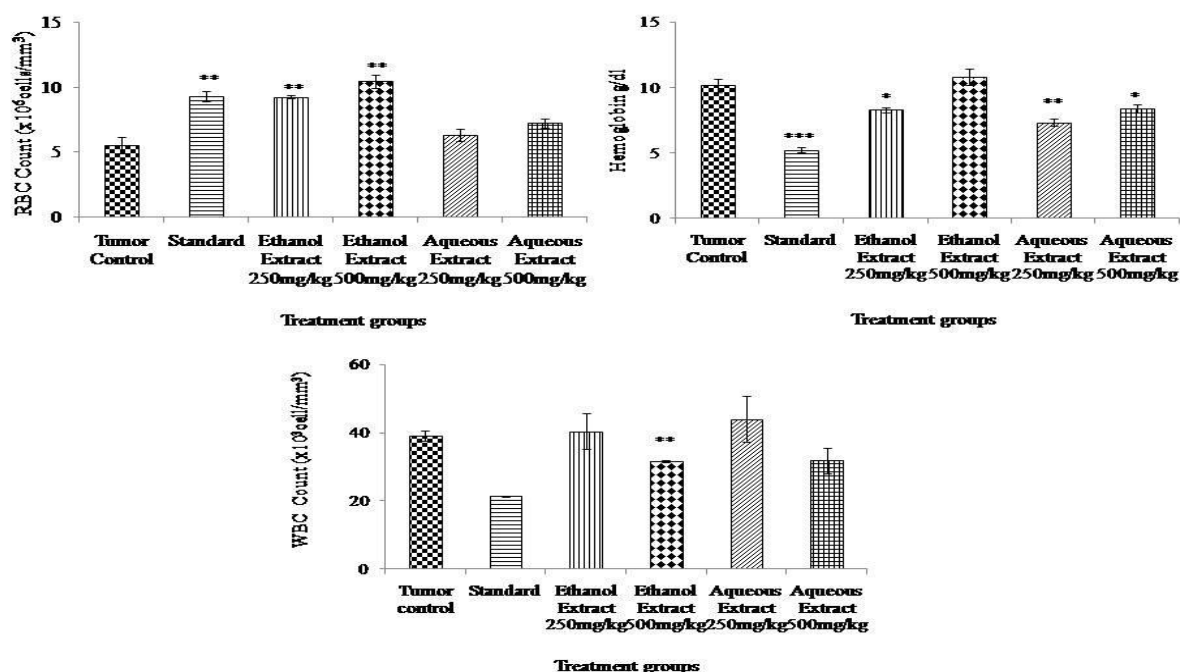 RBC Count (x10⁶cells/mm³)
15
10
5
0
**
**
**
Tumor Control
Standard
Ethanol Extract 250mg/kg
Ethanol Extract 500mg/kg
Aqueous Extract 250mg/kg
Aqueous Extract 500mg/kg
Treatment groups
Hemoglobin g/dl
15
10
5
0
***
*
**
*
Tumor Control
Standard
Ethanol Extract 250mg/kg
Ethanol Extract 500mg/kg
Aqueous Extract 250mg/kg
Aqueous Extract 500mg/kg
Treatment groups
WBC Count (x10³cell/mm³)
60
40
20
0
**
Tumor control
Standard
Ethanol Extract 250mg/kg
Ethanol Extract 500mg/kg
Aqueous Extract 250mg/kg
Aqueous Extract 500mg/kg
Treatment groups